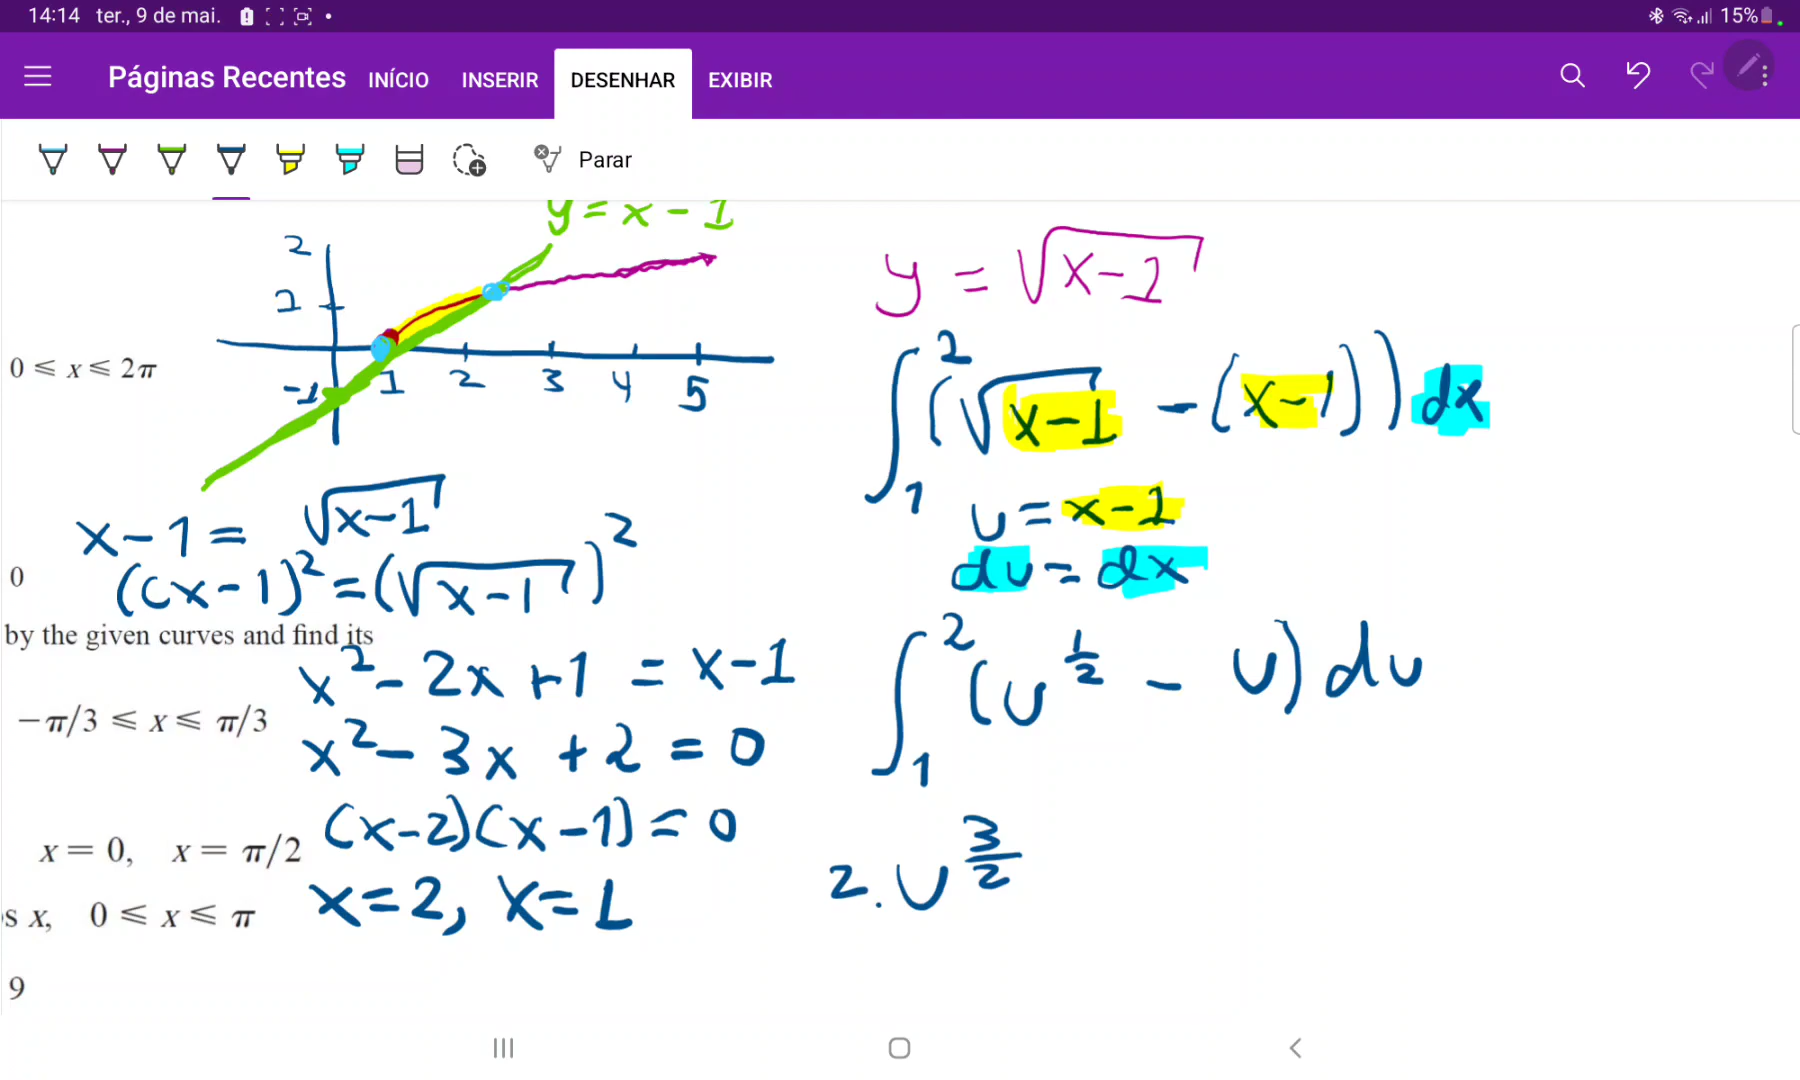 14:14 ter., 9 de mai.
15%
Páginas Recentes INÍCIO INSERIR DESENHAR EXIBIR
Parar
y = x - 1
2
1
-1
1 2 3 4 5
0 ⩽ x ⩽ 2π
x - 1 = √(x-1)
((x-1)² = (√(x-1))²
0
by the given curves and find its
x² - 2x + 1 = x - 1
-π/3 ⩽ x ⩽ π/3
x² - 3x + 2 = 0
(x-2)(x-1) = 0
x = 0, x = π/2
x = 2, x = 1
s x, 0 ⩽ x ⩽ π
9
y = √(x-1)
∫₁² (√(x-1) - (x-1)) dx
u = x-1
du = dx
∫₁² (u^(1/2) - u) du
2. u^(3/2)